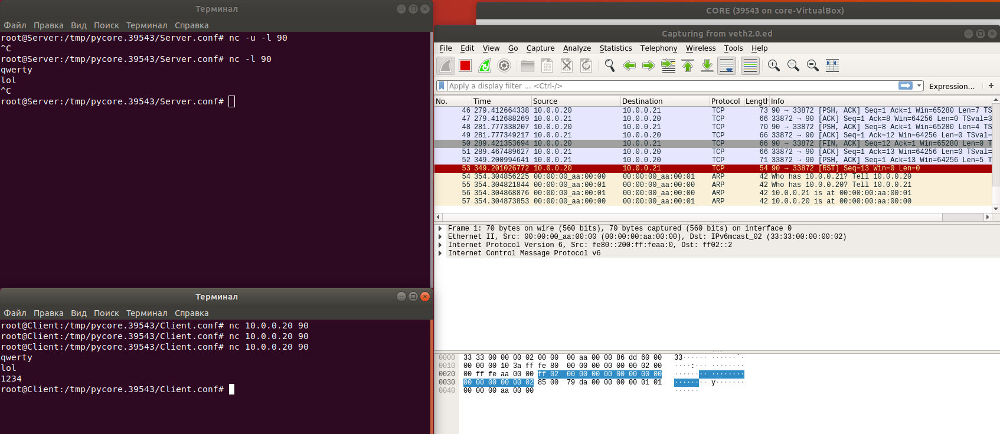 Терминал
Файл Правка Вид Поиск Терминал Справка
root@Server:/tmp/pycore.39543/Server.conf# nc -u -l 90
^C
root@Server:/tmp/pycore.39543/Server.conf# nc -l 90
qwerty
lol
^C
root@Server:/tmp/pycore.39543/Server.conf#
Терминал
Файл Правка Вид Поиск Терминал Справка
root@Client:/tmp/pycore.39543/Client.conf# nc 10.0.0.20 90
root@Client:/tmp/pycore.39543/Client.conf# nc 10.0.0.20 90
root@Client:/tmp/pycore.39543/Client.conf# nc 10.0.0.20 90
qwerty
lol
1234
root@Client:/tmp/pycore.39543/Client.conf#
CORE (39543 on core-VirtualBox)
Capturing from veth2.0.ed
File Edit View Go Capture Analyze Statistics Telephony Wireless Tools Help
Apply a display filter ... <Ctrl-/> Expression... +
No. Time Source Destination Protocol Length Info
46 279.412664338 10.0.0.20 10.0.0.21 TCP 73 90 → 33872 [PSH, ACK] Seq=1 Ack=1 Win=65280 Len=7 TS
47 279.412688269 10.0.0.21 10.0.0.20 TCP 66 33872 → 90 [ACK] Seq=1 Ack=8 Win=64256 Len=0 TSval=3
48 281.777338207 10.0.0.20 10.0.0.21 TCP 70 90 → 33872 [PSH, ACK] Seq=8 Ack=1 Win=65280 Len=4 TS
49 281.777349217 10.0.0.21 10.0.0.20 TCP 66 33872 → 90 [ACK] Seq=1 Ack=12 Win=64256 Len=0 TSval=
50 289.421353694 10.0.0.20 10.0.0.21 TCP 66 90 → 33872 [FIN, ACK] Seq=12 Ack=1 Win=65280 Len=0 T
51 289.467489627 10.0.0.21 10.0.0.20 TCP 66 33872 → 90 [ACK] Seq=1 Ack=13 Win=64256 Len=0 TSval=
52 349.200994641 10.0.0.21 10.0.0.20 TCP 71 33872 → 90 [PSH, ACK] Seq=1 Ack=13 Win=64256 Len=5 T
53 349.201026772 10.0.0.20 10.0.0.21 TCP 54 90 → 33872 [RST] Seq=13 Win=0 Len=0
54 354.304856225 00:00:00_aa:00:00 00:00:00_aa:00:01 ARP 42 Who has 10.0.0.21? Tell 10.0.0.20
55 354.304821844 00:00:00_aa:00:01 00:00:00_aa:00:00 ARP 42 Who has 10.0.0.20? Tell 10.0.0.21
56 354.304868876 00:00:00_aa:00:01 00:00:00_aa:00:00 ARP 42 10.0.0.21 is at 00:00:00:aa:00:01
57 354.304873853 00:00:00_aa:00:00 00:00:00_aa:00:01 ARP 42 10.0.0.20 is at 00:00:00:aa:00:00
Frame 1: 70 bytes on wire (560 bits), 70 bytes captured (560 bits) on interface 0
Ethernet II, Src: 00:00:00_aa:00:00 (00:00:00:aa:00:00), Dst: IPv6mcast_02 (33:33:00:00:00:02)
Internet Protocol Version 6, Src: fe80::200:ff:feaa:0, Dst: ff02::2
Internet Control Message Protocol v6
0000 33 33 00 00 00 02 00 00 00 aa 00 00 86 dd 60 00 33······ ······`·
0010 00 00 00 10 3a ff fe 80 00 00 00 00 00 00 02 00 ····:··· ········
0020 00 ff fe aa 00 00 ff 02 00 00 00 00 00 00 00 00 ········ ········
0030 00 00 00 00 00 02 85 00 79 da 00 00 00 00 01 01 ········ y·······
0040 00 00 00 aa 00 00 ······